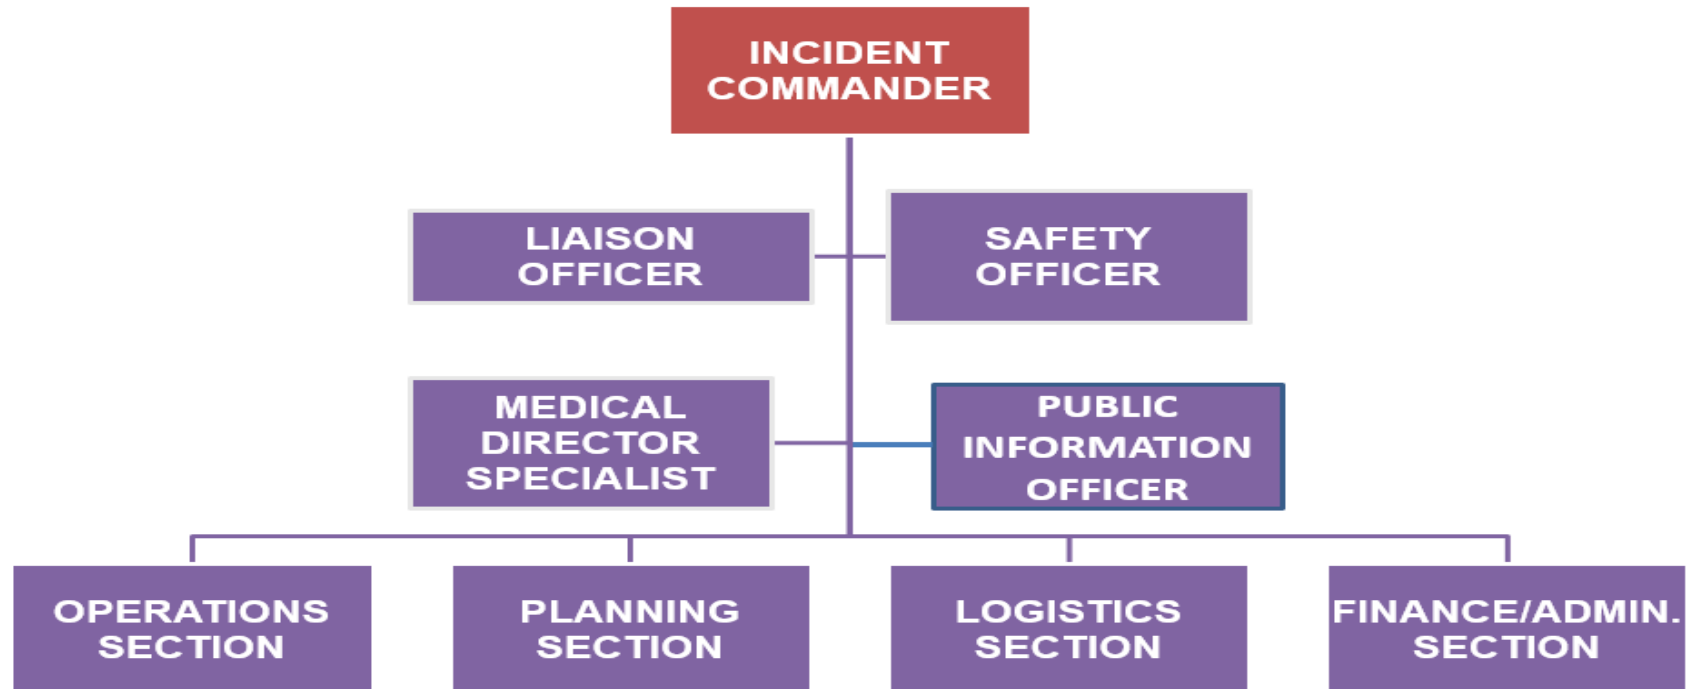 INCIDENT
COMMANDER
LIAISON
OFFICER
SAFETY
OFFICER
MEDICAL
DIRECTOR
SPECIALIST
PUBLIC
INFORMATION
OFFICER
OPERATIONS
SECTION
PLANNING
SECTION
LOGISTICS
SECTION
FINANCE/ADMIN.
SECTION